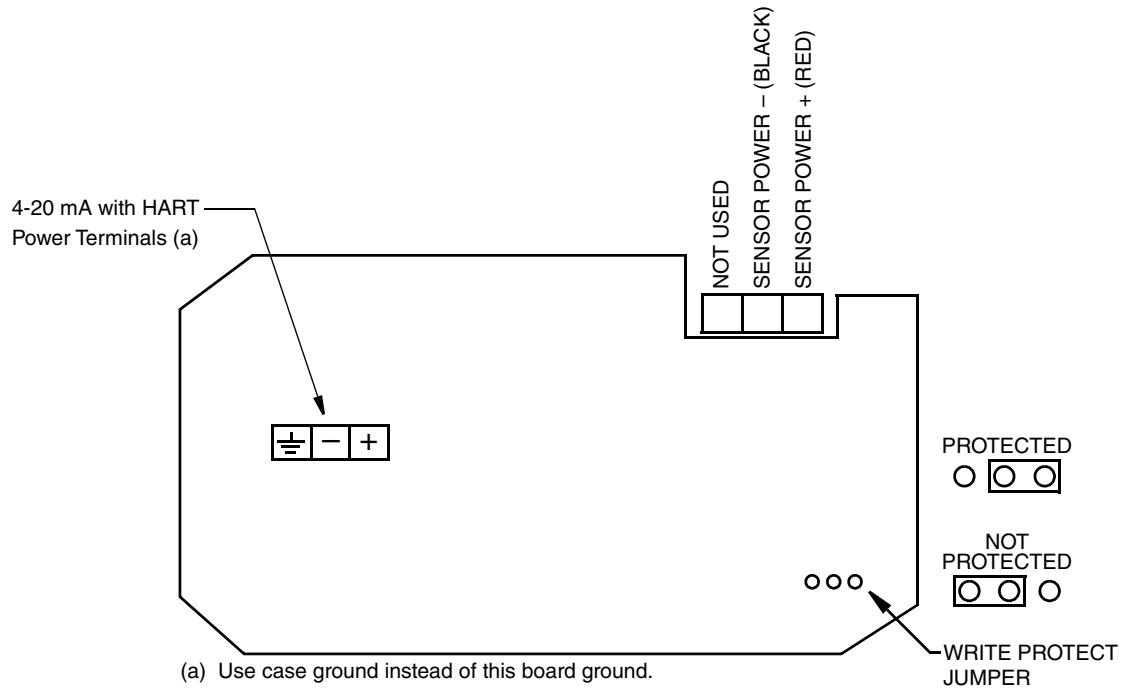 NOT USED
SENSOR POWER – (BLACK)
SENSOR POWER + (RED)
4-20 mA with HART
Power Terminals (a)
– +
PROTECTED
NOT
PROTECTED
WRITE PROTECT
JUMPER
(a) Use case ground instead of this board ground.